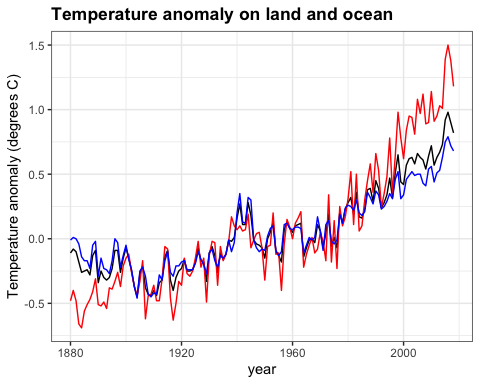 Temperature anomaly on land and ocean
Temperature anomaly (degrees C)
1.5
1.0
0.5
0.0
-0.5
1880 1920 1960 2000
year